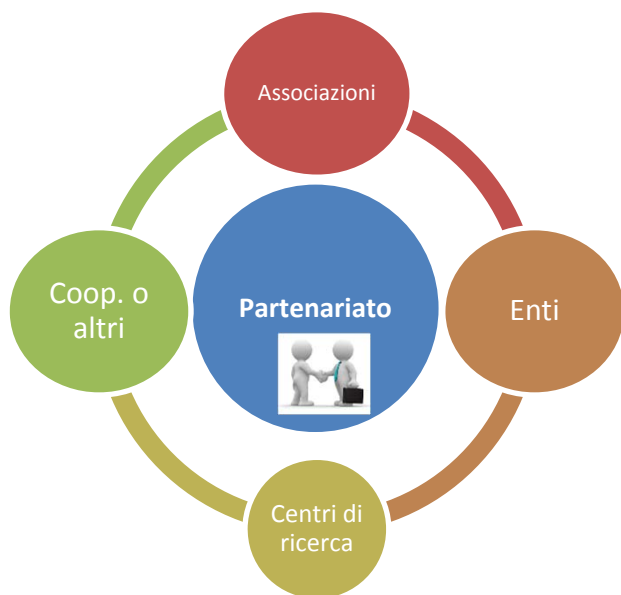 Associazioni
Coop. o
altri
Partenariato
Enti
Centri di
ricerca